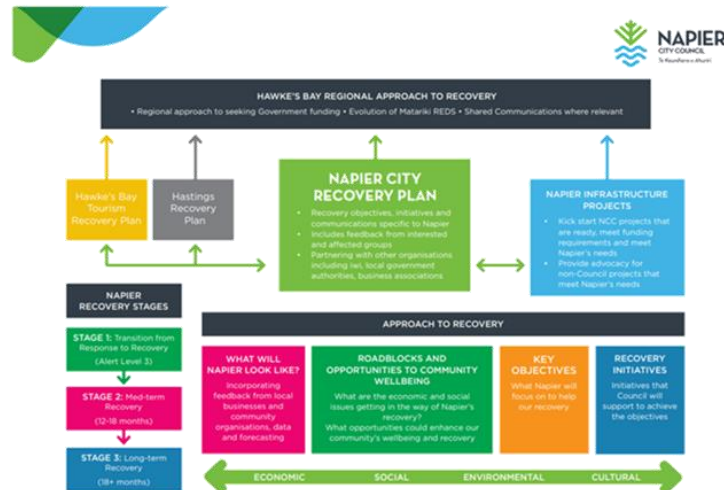 NAPIER
CITY COUNCIL
Te Kaunihera o Ahuriri
HAWKE'S BAY REGIONAL APPROACH TO RECOVERY
• Regional approach to seeking Government funding • Evolution of Matariki REDS • Shared Communications where relevant
Hawke's Bay
Tourism
Recovery Plan
Hastings
Recovery
Plan
NAPIER CITY
RECOVERY PLAN
• Recovery objectives, initiatives and
communications specific to Napier
• Includes feedback from interested
and affected groups
• Partnering with other organisations
including iwi, local government
authorities, business associations
NAPIER INFRASTRUCTURE
PROJECTS
• Kick start NCC projects that
are ready, meet funding
requirements and meet
Napier's needs
• Provide advocacy for
non-Council projects that
meet Napier's needs
NAPIER
RECOVERY STAGES
STAGE 1: Transition from
Response to Recovery
(Alert Level 3)
STAGE 2: Med-term
Recovery
(12-18 months)
STAGE 3: Long-term
Recovery
(18+ months)
APPROACH TO RECOVERY
WHAT WILL
NAPIER LOOK LIKE?
Incorporating
feedback from local
businesses and
community
organisations, data
and forecasting
ROADBLOCKS AND
OPPORTUNITIES TO COMMUNITY
WELLBEING
What are the economic and social
issues getting in the way of Napier's
recovery?
What opportunities could enhance our
community's wellbeing and recovery
KEY
OBJECTIVES
What Napier will
focus on to help
our recovery
RECOVERY
INITIATIVES
Initiatives that
Council will
support to achieve
the objectives
ECONOMIC SOCIAL ENVIRONMENTAL CULTURAL